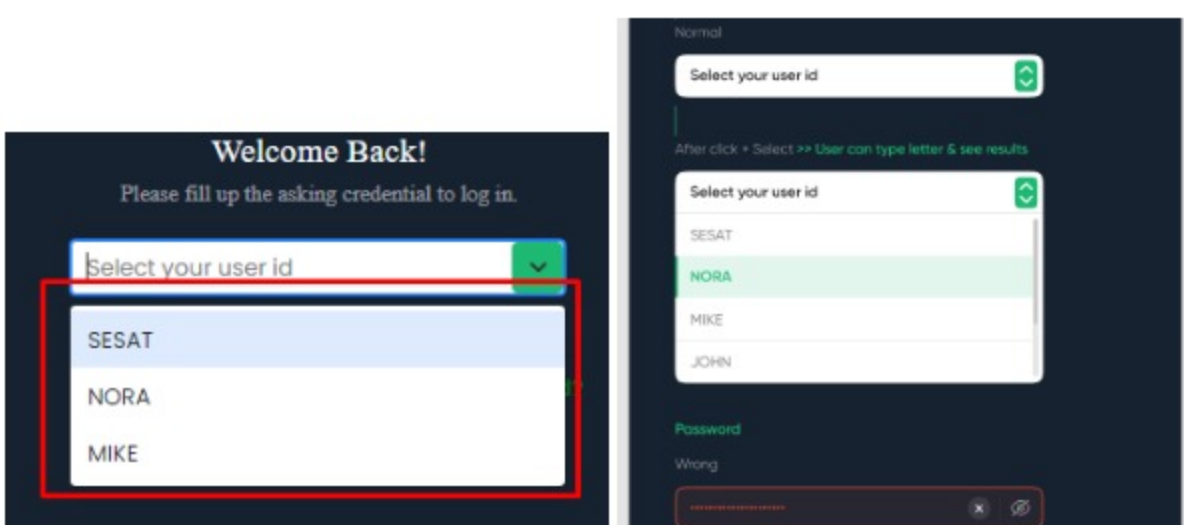 Welcome Back!
Please fill up the asking credential to log in.
Select your user id
SESAT
NORA
MIKE
Normal
Select your user id
After click + Select >> User can type letter & see results
Select your user id
SESAT
NORA
MIKE
JOHN
Password
Wrong